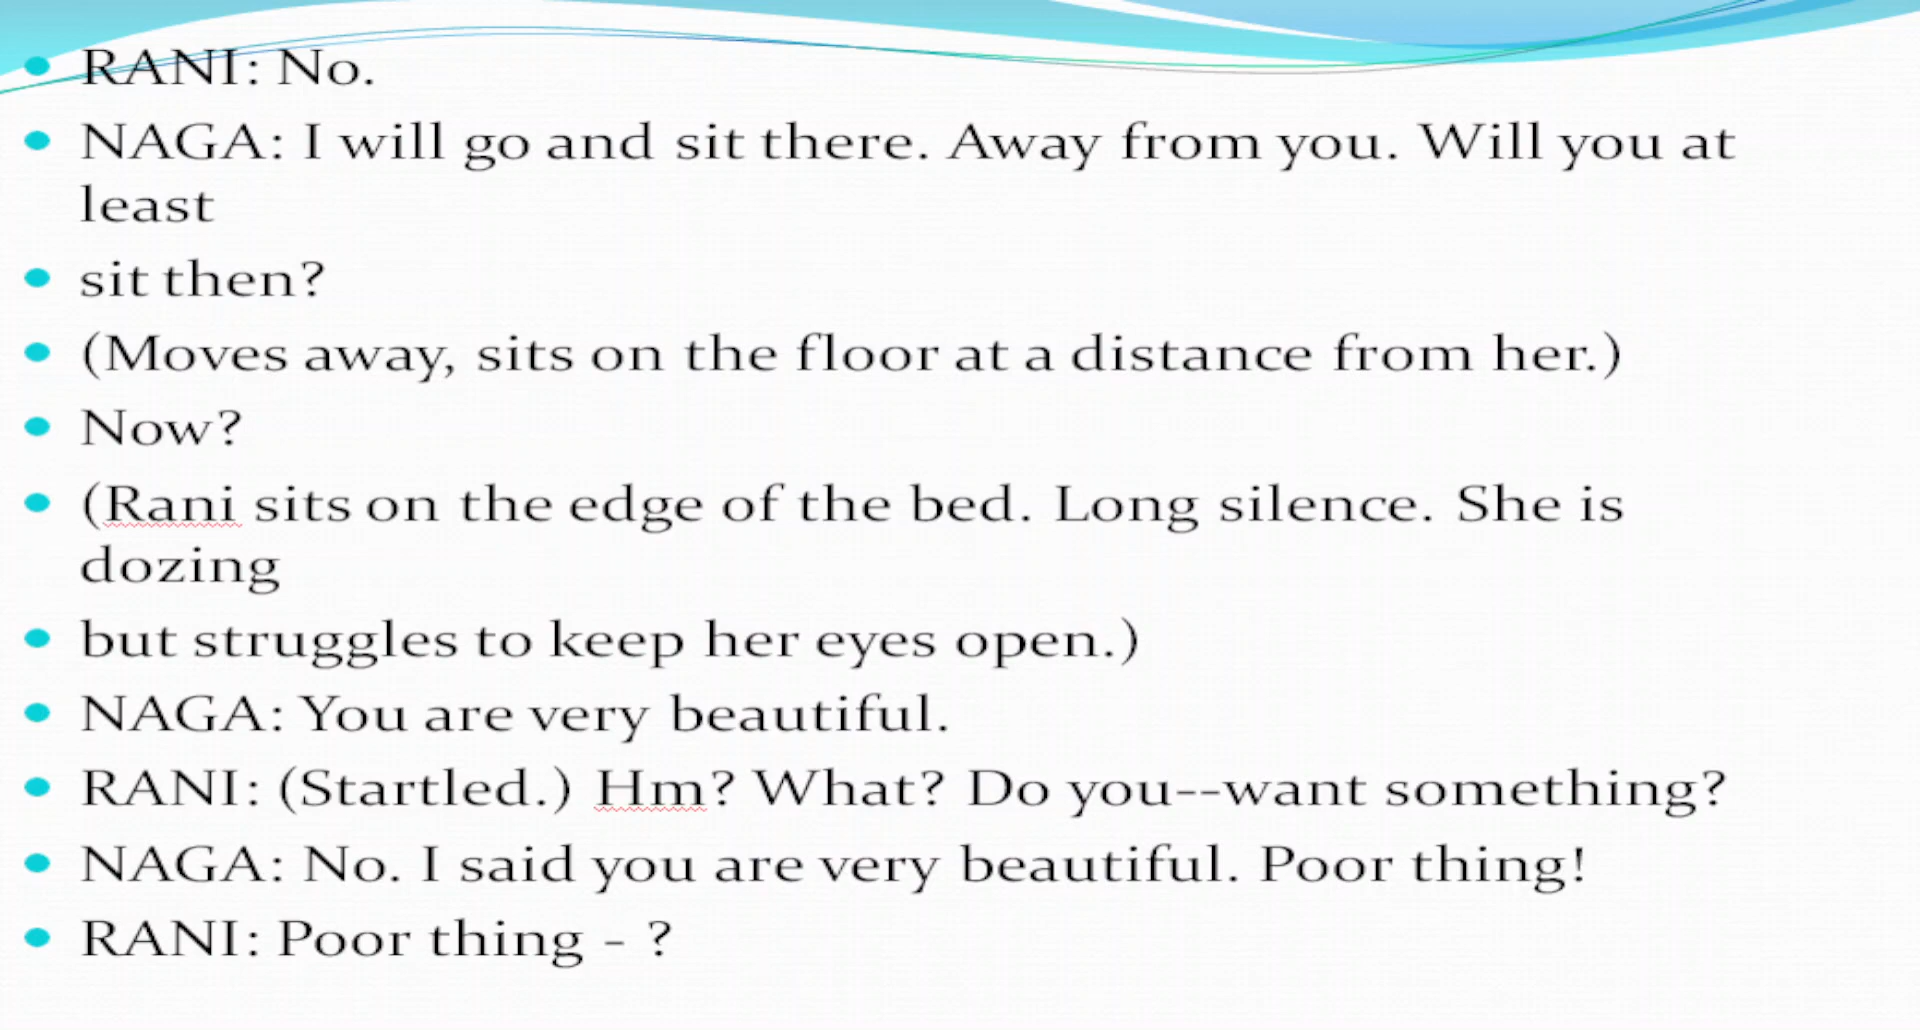 RANI: No.
NAGA: I will go and sit there. Away from you. Will you at
least
sit then?
(Moves away, sits on the floor at a distance from her.)
Now?
(Rani sits on the edge of the bed. Long silence. She is
dozing
but struggles to keep her eyes open.)
NAGA: You are very beautiful.
RANI: (Startled.) Hm? What? Do you--want something?
NAGA: No. I said you are very beautiful. Poor thing!
RANI: Poor thing - ?